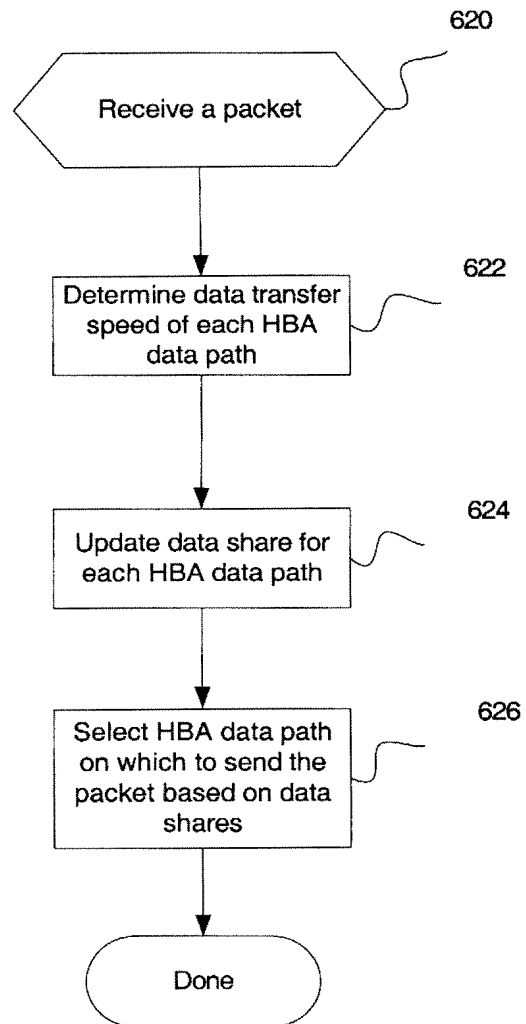 620
Receive a packet
622
Determine data transfer
speed of each HBA
data path
624
Update data share for
each HBA data path
626
Select HBA data path
on which to send the
packet based on data
shares
Done